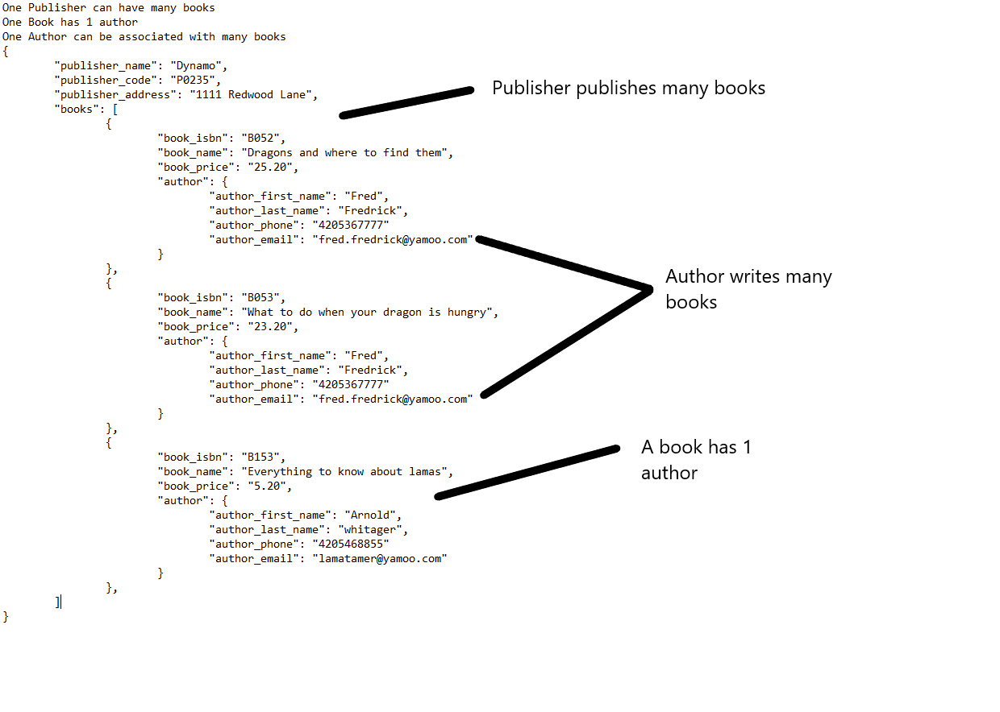 One Publisher can have many books
One Book has 1 author
One Author can be associated with many books
{
"publisher_name": "Dynamo",
"publisher_code": "P0235",
"publisher_address": "1111 Redwood Lane",
"books": [
{
"book_isbn": "B052",
"book_name": "Dragons and where to find them",
"book_price": "25.20",
"author": {
"author_first_name": "Fred",
"author_last_name": "Fredrick",
"author_phone": "4205367777"
"author_email": "fred.fredrick@yamoo.com"
}
},
{
"book_isbn": "B053",
"book_name": "What to do when your dragon is hungry",
"book_price": "23.20",
"author": {
"author_first_name": "Fred",
"author_last_name": "Fredrick",
"author_phone": "4205367777"
"author_email": "fred.fredrick@yamoo.com"
}
},
{
"book_isbn": "B153",
"book_name": "Everything to know about lamas",
"book_price": "5.20",
"author": {
"author_first_name": "Arnold",
"author_last_name": "whitager",
"author_phone": "4205468855"
"author_email": "lamatamer@yamoo.com"
}
},
]
}
Publisher publishes many books
Author writes many
books
A book has 1
author